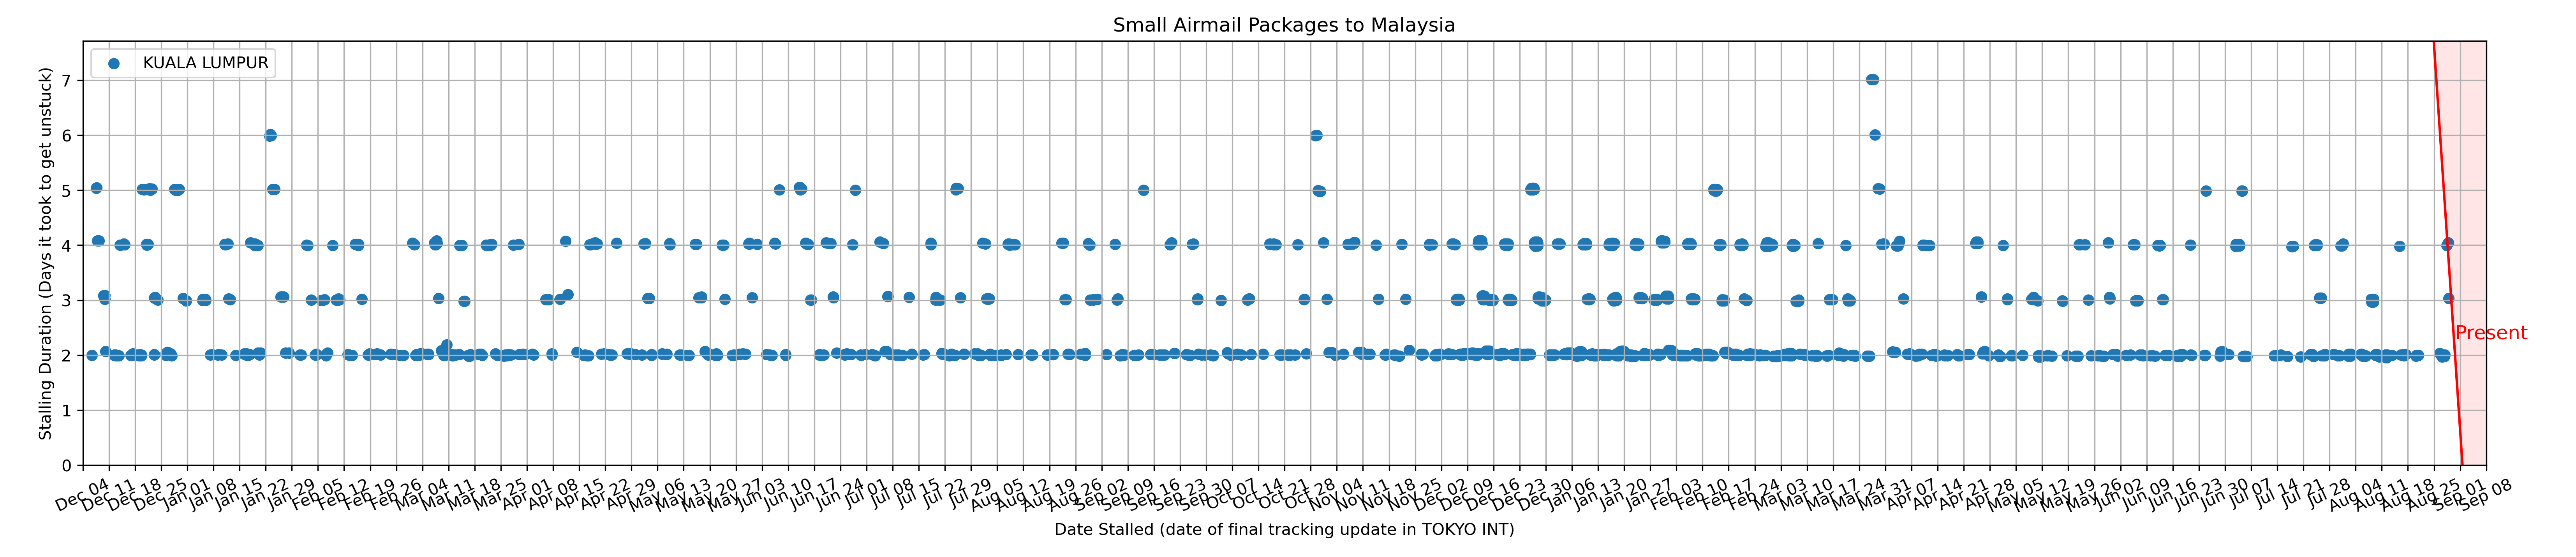 Small Airmail Packages to Malaysia
KUALA LUMPUR
Stalling Duration (Days it took to get unstuck)
7
6
5
4
3
2
1
0
Present
Dec 04
Dec 11
Dec 18
Dec 25
Jan 01
Jan 08
Jan 15
Jan 22
Jan 29
Feb 05
Feb 12
Feb 19
Feb 26
Mar 04
Mar 11
Mar 18
Mar 25
Apr 01
Apr 08
Apr 15
Apr 22
Apr 29
May 06
May 13
May 20
May 27
Jun 03
Jun 10
Jun 17
Jun 24
Jul 01
Jul 08
Jul 15
Jul 22
Jul 29
Aug 05
Aug 12
Aug 19
Aug 26
Sep 02
Sep 09
Sep 16
Sep 23
Sep 30
Oct 07
Oct 14
Oct 21
Oct 28
Nov 04
Nov 11
Nov 18
Nov 25
Dec 02
Dec 09
Dec 16
Dec 23
Dec 30
Jan 06
Jan 13
Jan 20
Jan 27
Feb 03
Feb 10
Feb 17
Feb 24
Mar 03
Mar 10
Mar 17
Mar 24
Mar 31
Apr 07
Apr 14
Apr 21
Apr 28
May 05
May 12
May 19
May 26
Jun 02
Jun 09
Jun 16
Jun 23
Jun 30
Jul 07
Jul 14
Jul 21
Jul 28
Aug 04
Aug 11
Aug 18
Aug 25
Sep 01
Sep 08
Date Stalled (date of final tracking update in TOKYO INT)